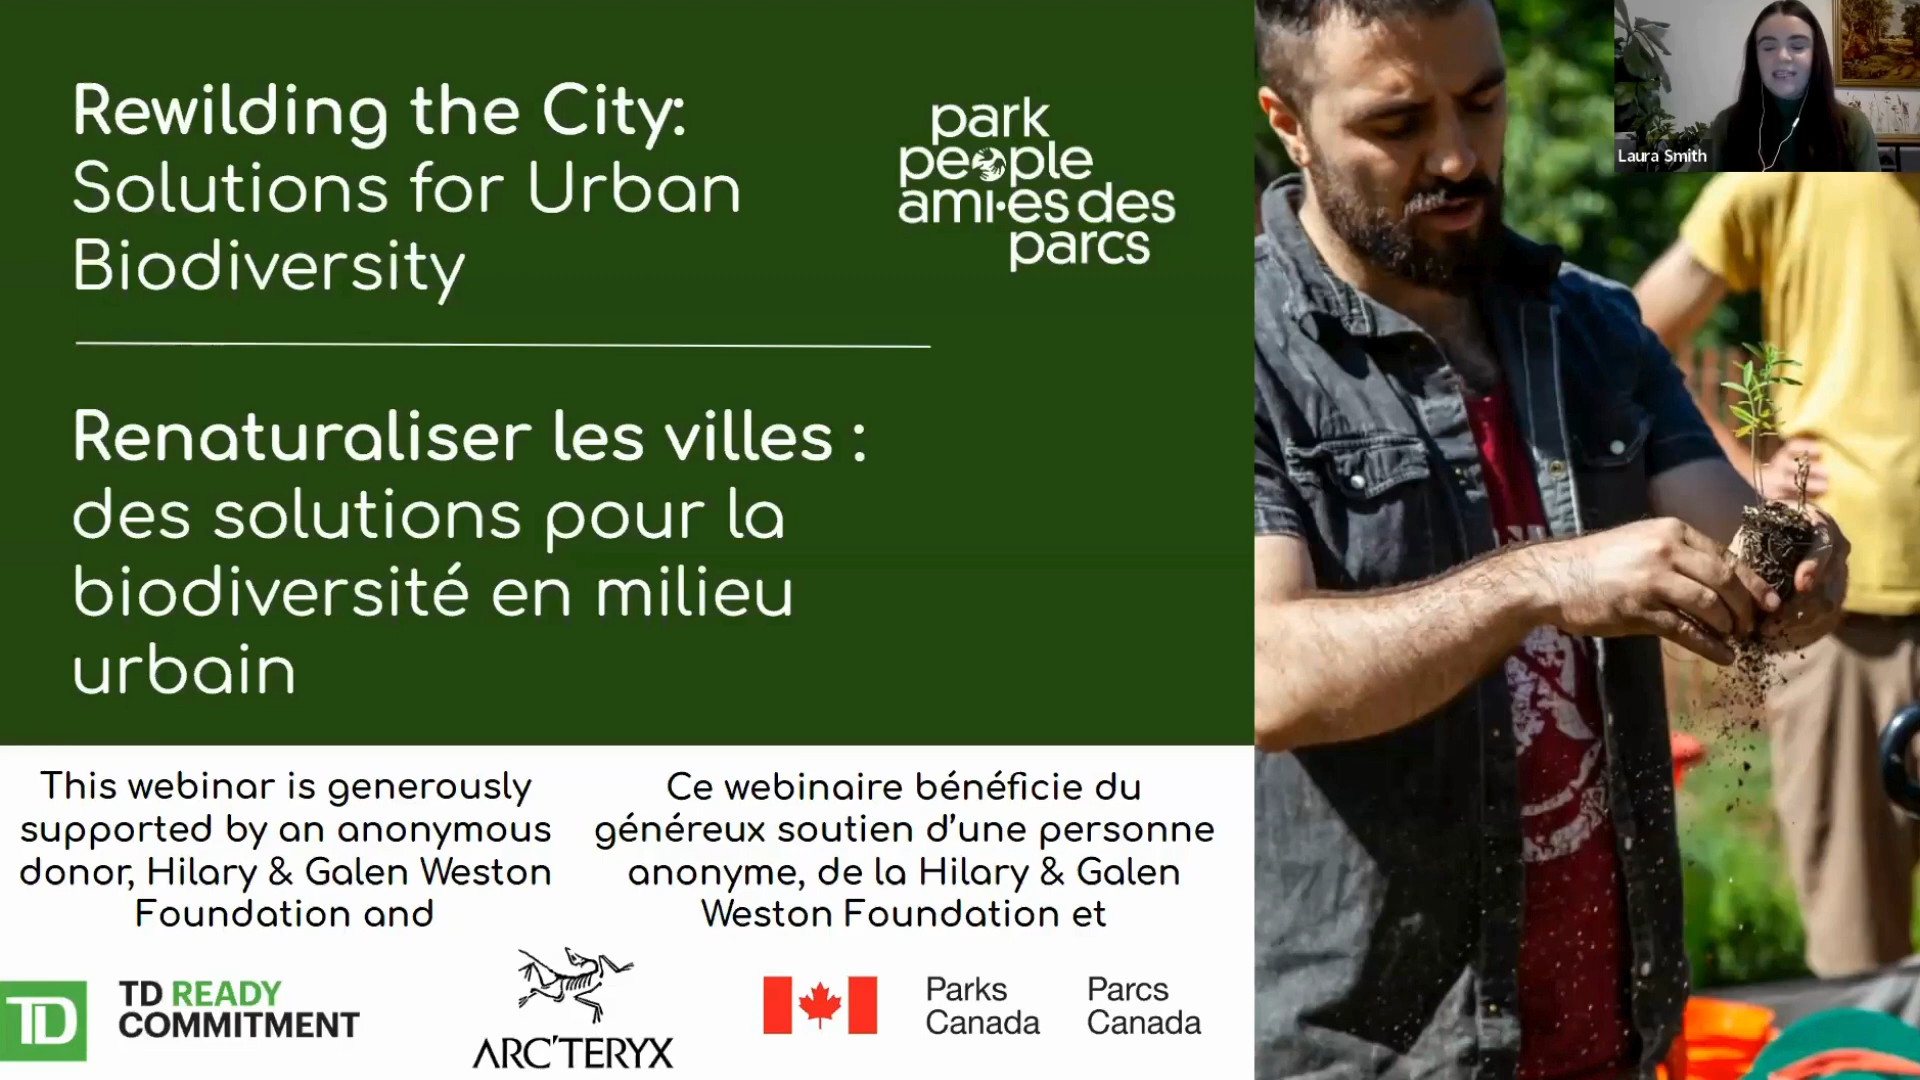 Rewilding the City:
Solutions for Urban
Biodiversity
park
people
ami·es des
parcs
Renaturaliser les villes :
des solutions pour la
biodiversité en milieu
urbain
This webinar is generously
supported by an anonymous
donor, Hilary & Galen Weston
Foundation and
Ce webinaire bénéficie du
généreux soutien d’une personne
anonyme, de la Hilary & Galen
Weston Foundation et
TD
TD READY
COMMITMENT
ARC'TERYX
Parks
Canada
Parcs
Canada
Laura Smith